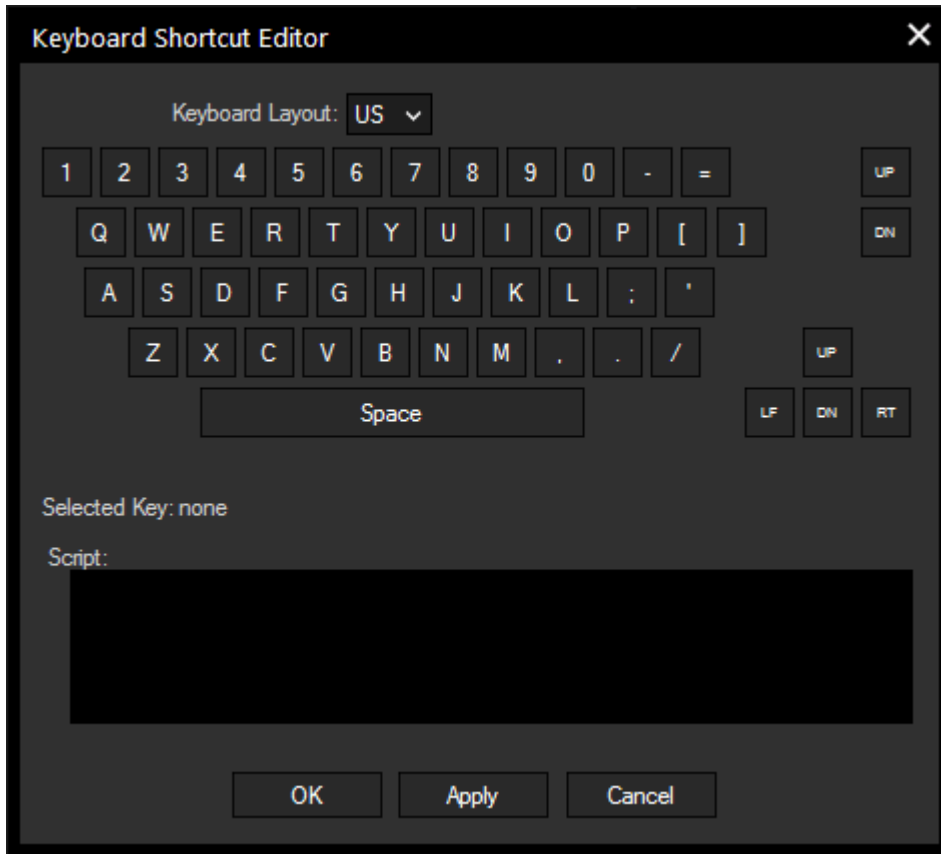 Keyboard Shortcut Editor
Keyboard Layout: US
1 2 3 4 5 6 7 8 9 0 - = UP
Q W E R T Y U I O P [ ] DN
A S D F G H J K L ; '
Z X C V B N M , . / UP
Space LF DN RT
Selected Key: none
Script:
OK Apply Cancel